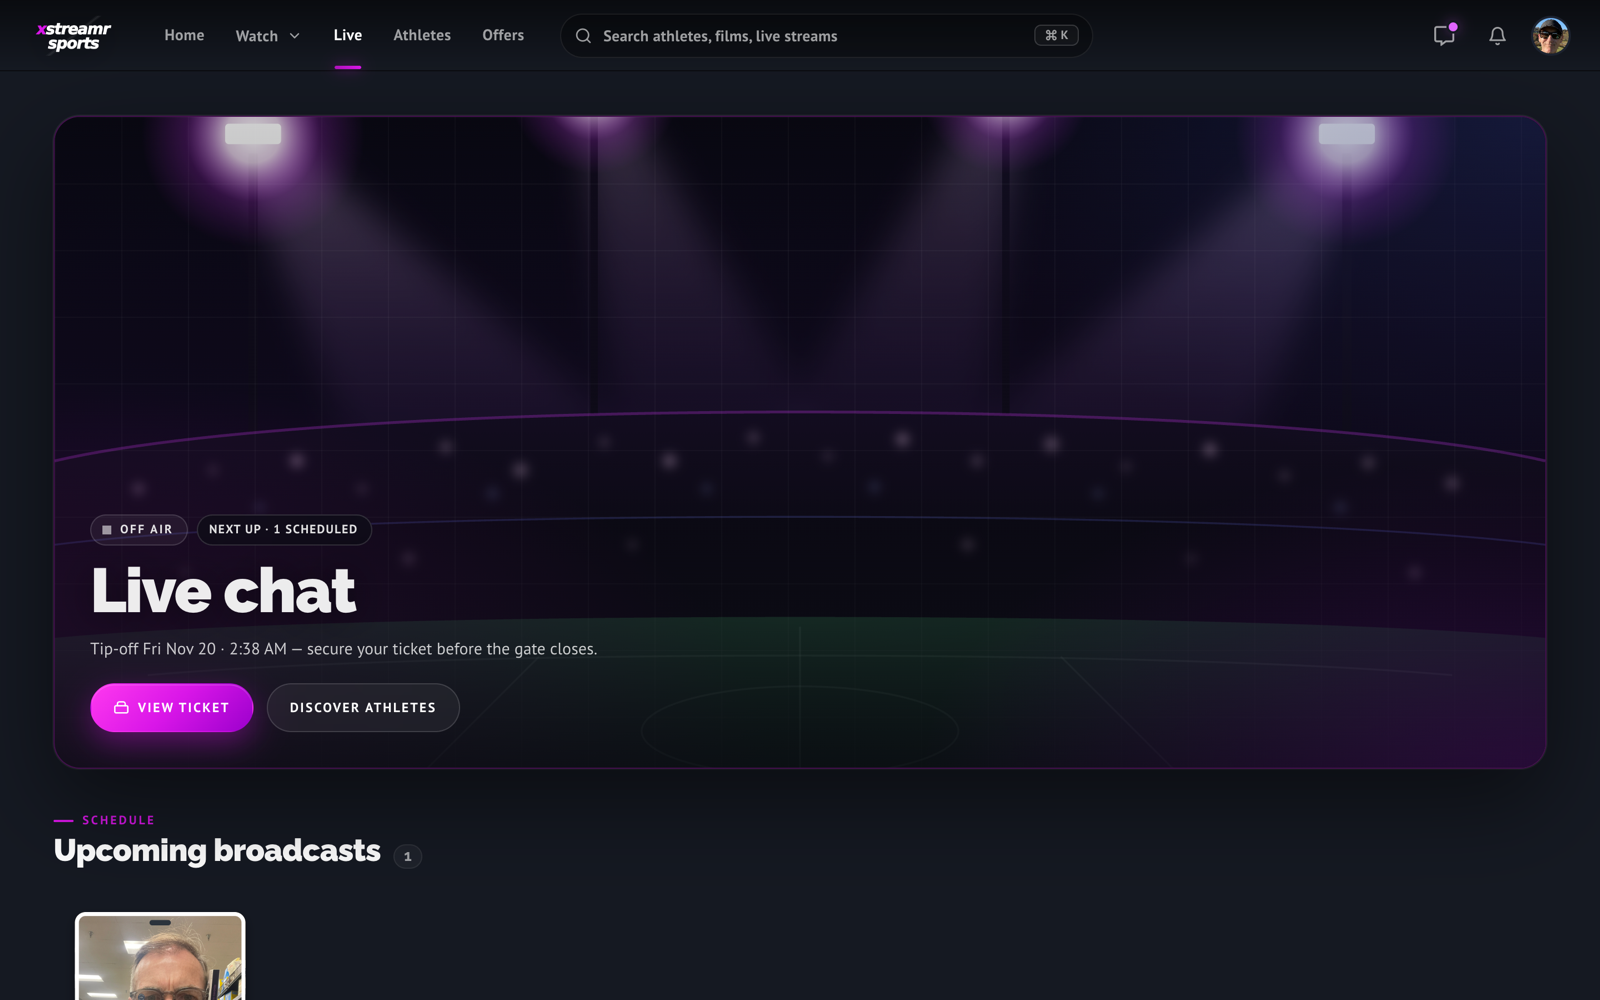 xstreamr
sports
Home
Watch
Live
Athletes
Offers
Search athletes, films, live streams
⌘ K
OFF AIR
NEXT UP · 1 SCHEDULED
Live chat
Tip-off Fri Nov 20 · 2:38 AM — secure your ticket before the gate closes.
VIEW TICKET
DISCOVER ATHLETES
SCHEDULE
Upcoming broadcasts
1